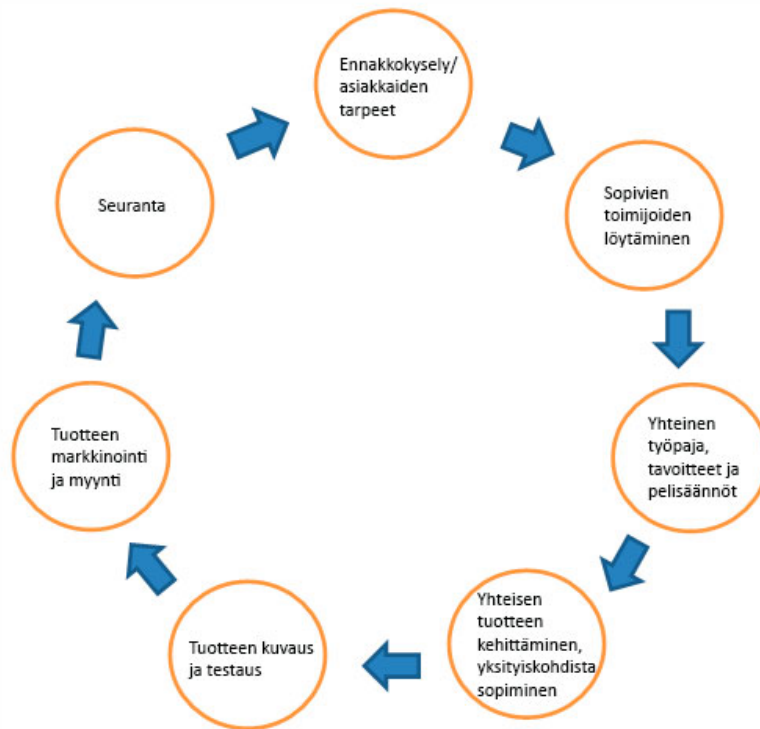 Ennakkokysely/
asiakkaiden
tarpeet
Sopivien
toimijoiden
löytäminen
Yhteinen
työpaja,
tavoitteet ja
pelisäännöt
Yhteisen
tuotteen
kehittäminen,
yksityiskohdista
sopiminen
Tuotteen kuvaus
ja testaus
Tuotteen
markkinointi
ja myynti
Seuranta